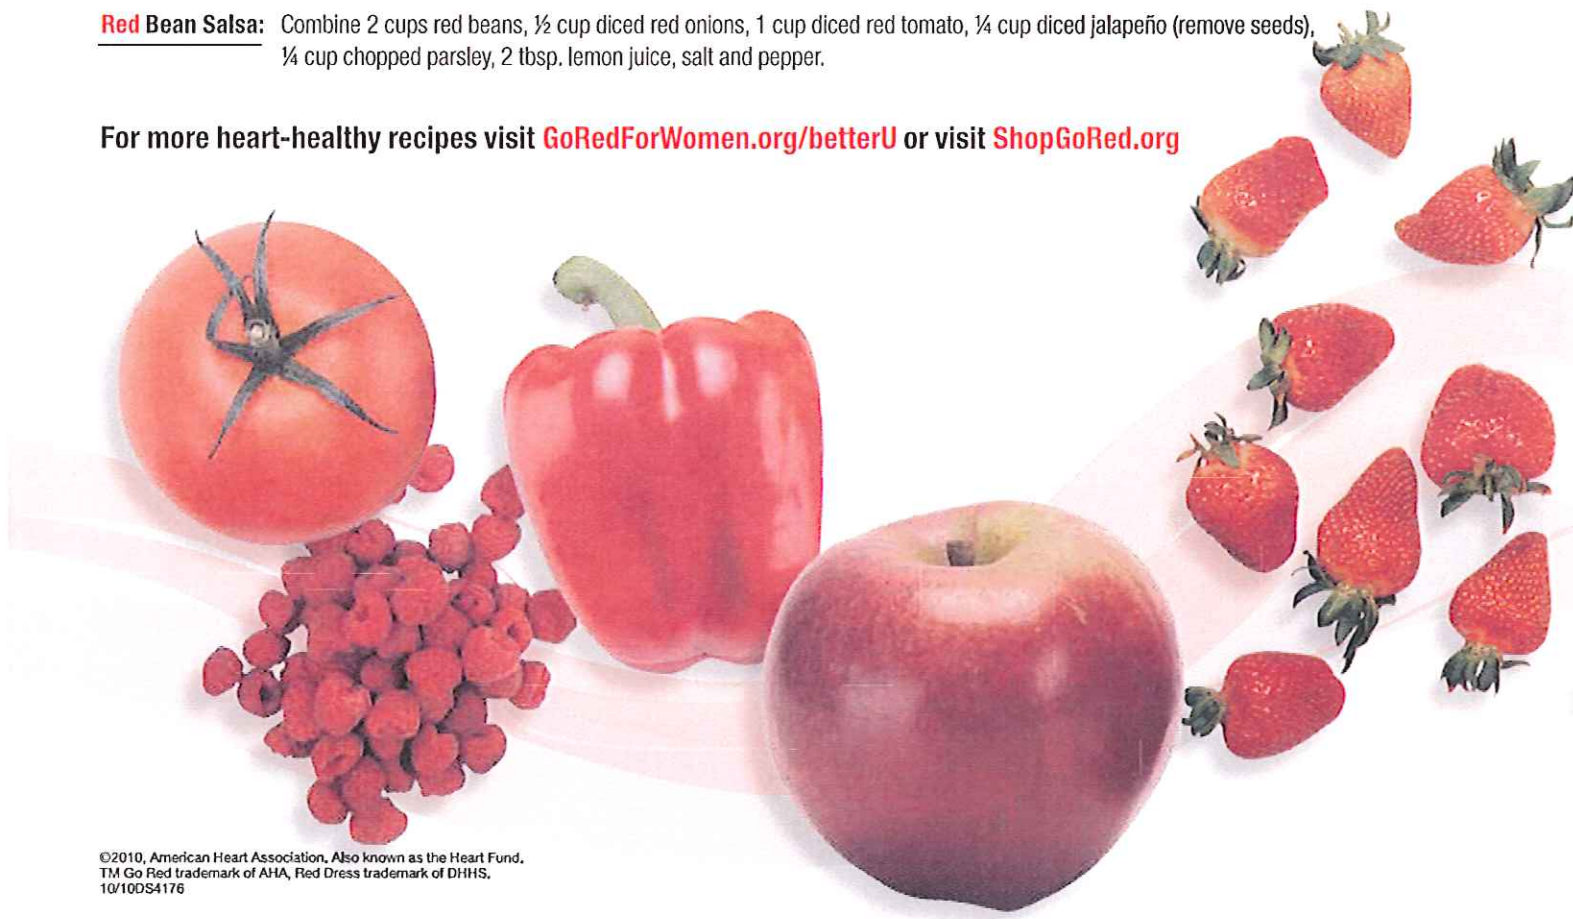 Red Bean Salsa: Combine 2 cups red beans, ½ cup diced red onions, 1 cup diced red tomato, ¼ cup diced jalapeño (remove seeds),
¼ cup chopped parsley, 2 tbsp. lemon juice, salt and pepper.
For more heart-healthy recipes visit GoRedForWomen.org/betterU or visit ShopGoRed.org
©2010, American Heart Association. Also known as the Heart Fund.
TM Go Red trademark of AHA, Red Dress trademark of DHHS.
10/10DS4176